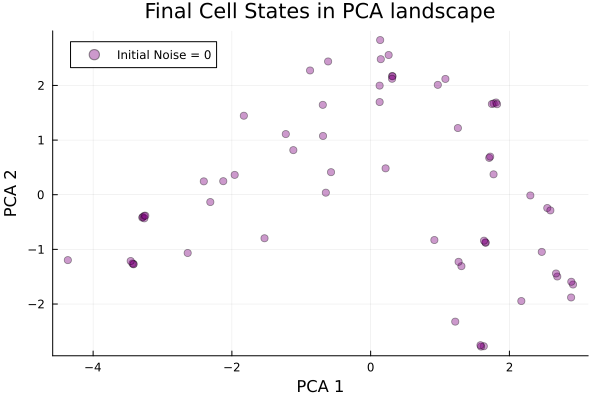 Final Cell States in PCA landscape
Initial Noise = 0
PCA 2
2
1
0
−1
−2
−4
−2
0
2
PCA 1